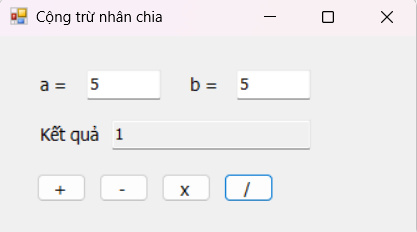 Cộng trừ nhân chia
a = 5 b = 5
Kết quả 1
+ - x /